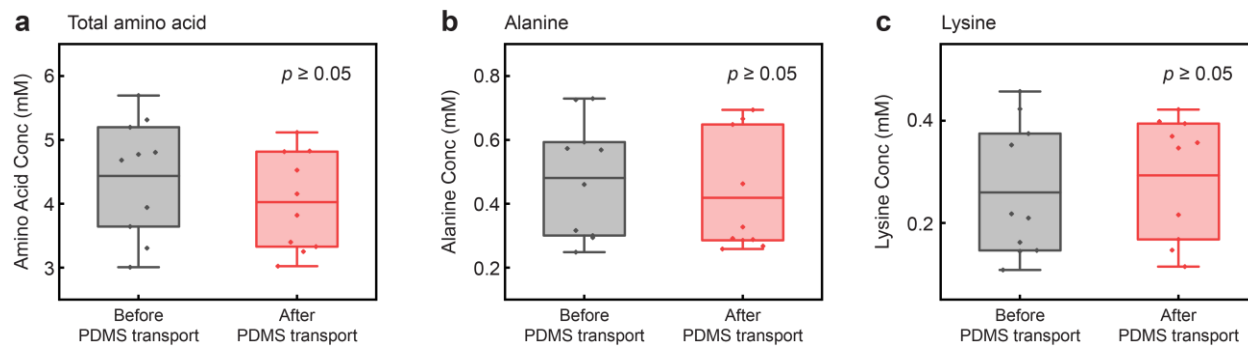 a Total amino acid
Amino Acid Conc (mM)
6
5
4
3
p ≥ 0.05
Before
PDMS transport
After
PDMS transport
b Alanine
Alanine Conc (mM)
0.8
0.6
0.4
0.2
p ≥ 0.05
Before
PDMS transport
After
PDMS transport
c Lysine
Lysine Conc (mM)
0.4
0.2
p ≥ 0.05
Before
PDMS transport
After
PDMS transport